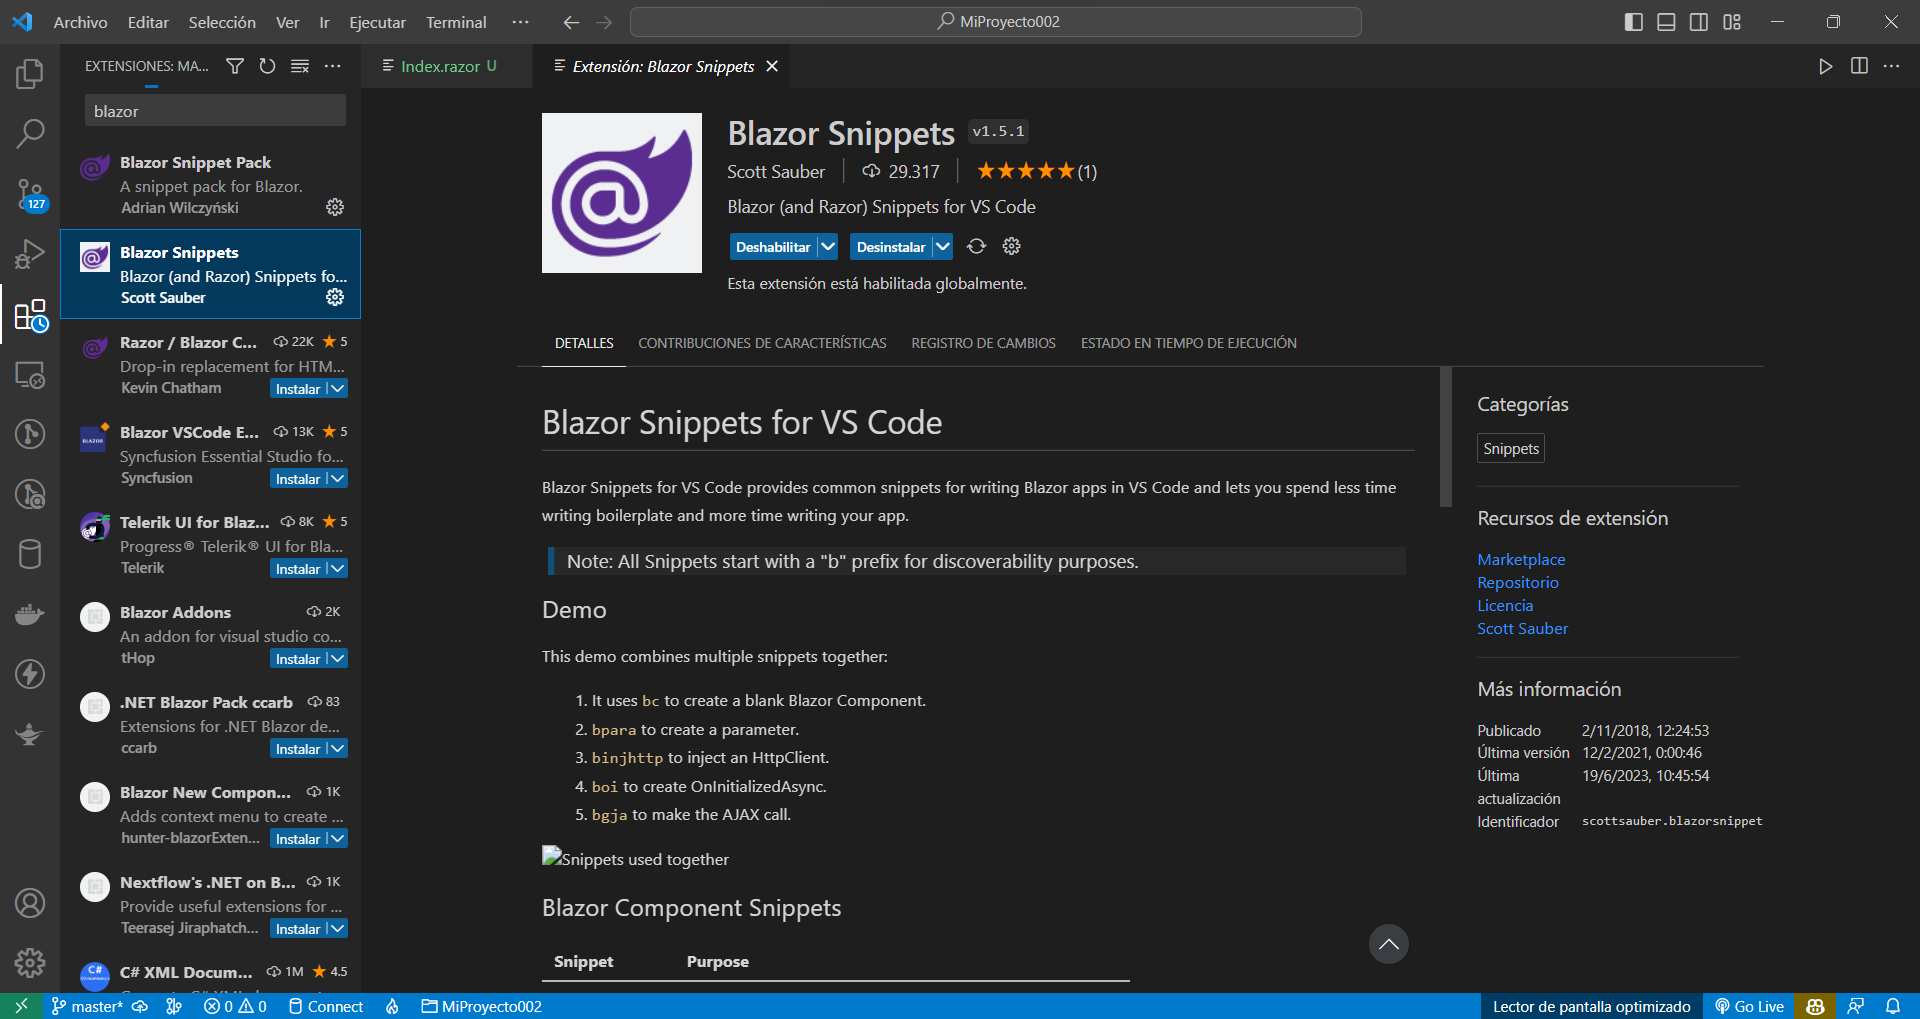 Archivo Editar Selección Ver Ir Ejecutar Terminal ··· MiProyecto002
EXTENSIONES: MA...
blazor
Blazor Snippet Pack
A snippet pack for Blazor.
Adrian Wilczyński
127
Blazor Snippets
Blazor (and Razor) Snippets fo...
Scott Sauber
Razor / Blazor C... 22K ★ 5
Drop-in replacement for HTM...
Kevin Chatham Instalar
Blazor VSCode E... 13K ★ 5
BLAZOR
Syncfusion Essential Studio fo...
Syncfusion Instalar
Telerik UI for Blaz... 8K ★ 5
Progress® Telerik® UI for Bla...
Telerik Instalar
Blazor Addons 2K
An addon for visual studio co...
tHop Instalar
.NET Blazor Pack ccarb 83
Extensions for .NET Blazor de...
ccarb Instalar
Blazor New Compon... 1K
Adds context menu to create ...
hunter-blazorExten... Instalar
Nextflow's .NET on B... 1K
Provide useful extensions for ...
Teerasej Jiraphatch... Instalar
C# C# XML Docum... 1M ★ 4.5
Index.razor U
Extensión: Blazor Snippets
Blazor Snippets v1.5.1
Scott Sauber 29.317 ★★★★★(1)
Blazor (and Razor) Snippets for VS Code
Deshabilitar Desinstalar
Esta extensión está habilitada globalmente.
DETALLES CONTRIBUCIONES DE CARACTERÍSTICAS REGISTRO DE CAMBIOS ESTADO EN TIEMPO DE EJECUCIÓN
Blazor Snippets for VS Code
Blazor Snippets for VS Code provides common snippets for writing Blazor apps in VS Code and lets you spend less time
writing boilerplate and more time writing your app.
Note: All Snippets start with a "b" prefix for discoverability purposes.
Demo
This demo combines multiple snippets together:
1. It uses bc to create a blank Blazor Component.
2. bpara to create a parameter.
3. binjhttp to inject an HttpClient.
4. boi to create OnInitializedAsync.
5. bgja to make the AJAX call.
Snippets used together
Blazor Component Snippets
Snippet Purpose
Categorías
Snippets
Recursos de extensión
Marketplace
Repositorio
Licencia
Scott Sauber
Más información
Publicado 2/11/2018, 12:24:53
Última versión 12/2/2021, 0:00:46
Última 19/6/2023, 10:45:54
actualización
Identificador scottsauber.blazorsnippet
master* 0 0 Connect MiProyecto002 Lector de pantalla optimizado Go Live